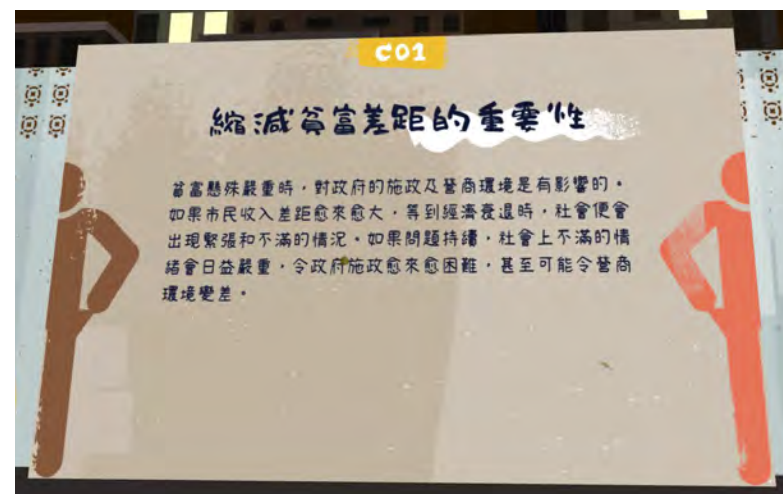 C01
縮減貧富差距的重要性
當貧富懸殊嚴重時，對政府的施政及營商環境是有影響的。
如果市民收入差距愈來愈大，等到經濟衰退時，社會便會
出現緊張和不滿的情況。如果問題持續，社會上不滿的情
緒會日益嚴重，令政府施政愈來愈困難，甚至可能令營商
環境變差。